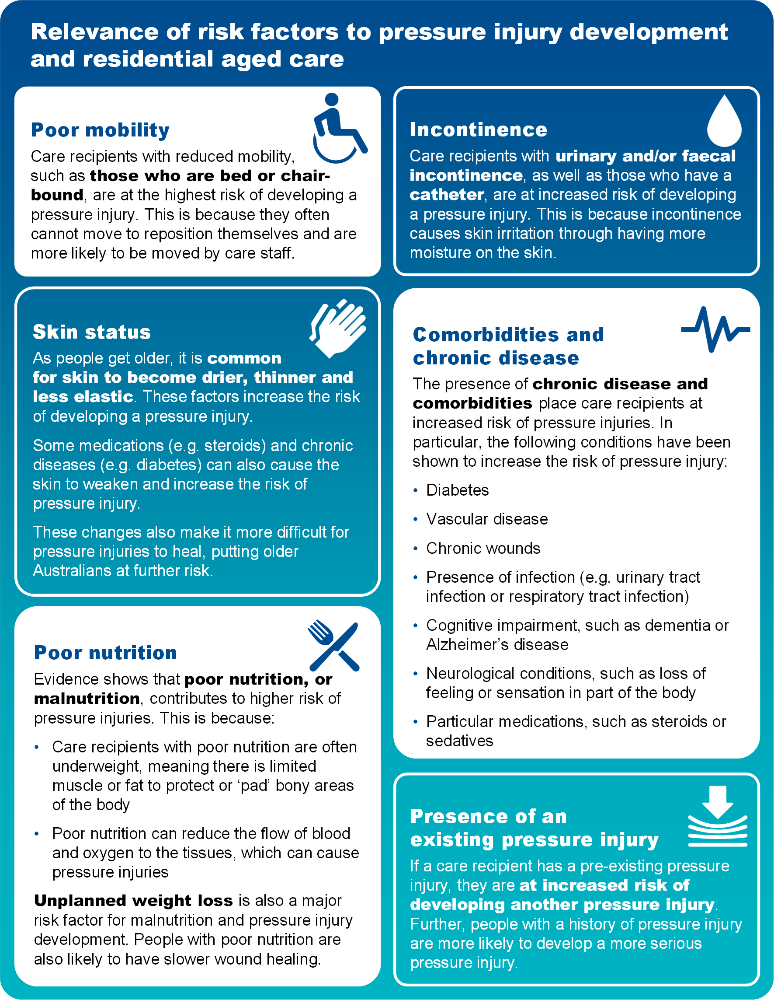 Relevance of risk factors to pressure injury development
and residential aged care
Poor mobility
Care recipients with reduced mobility,
such as those who are bed or chair-
bound, are at the highest risk of developing a
pressure injury. This is because they often
cannot move to reposition themselves and are
more likely to be moved by care staff.
Incontinence
Care recipients with urinary and/or faecal
incontinence, as well as those who have a
catheter, are at increased risk of developing
a pressure injury. This is because incontinence
causes skin irritation through having more
moisture on the skin.
Skin status
As people get older, it is common
for skin to become drier, thinner and
less elastic. These factors increase the risk
of developing a pressure injury.
Some medications (e.g. steroids) and chronic
diseases (e.g. diabetes) can also cause the
skin to weaken and increase the risk of
pressure injury.
These changes also make it more difficult for
pressure injuries to heal, putting older
Australians at further risk.
Comorbidities and
chronic disease
The presence of chronic disease and
comorbidities place care recipients at
increased risk of pressure injuries. In
particular, the following conditions have been
shown to increase the risk of pressure injury:
• Diabetes
• Vascular disease
• Chronic wounds
• Presence of infection (e.g. urinary tract
infection or respiratory tract infection)
• Cognitive impairment, such as dementia or
Alzheimer’s disease
• Neurological conditions, such as loss of
feeling or sensation in part of the body
• Particular medications, such as steroids or
sedatives
Poor nutrition
Evidence shows that poor nutrition, or
malnutrition, contributes to higher risk of
pressure injuries. This is because:
• Care recipients with poor nutrition are often
underweight, meaning there is limited
muscle or fat to protect or ‘pad’ bony areas
of the body
• Poor nutrition can reduce the flow of blood
and oxygen to the tissues, which can cause
pressure injuries
Unplanned weight loss is also a major
risk factor for malnutrition and pressure injury
development. People with poor nutrition are
also likely to have slower wound healing.
Presence of an
existing pressure injury
If a care recipient has a pre-existing pressure
injury, they are at increased risk of
developing another pressure injury.
Further, people with a history of pressure injury
are more likely to develop a more serious
pressure injury.